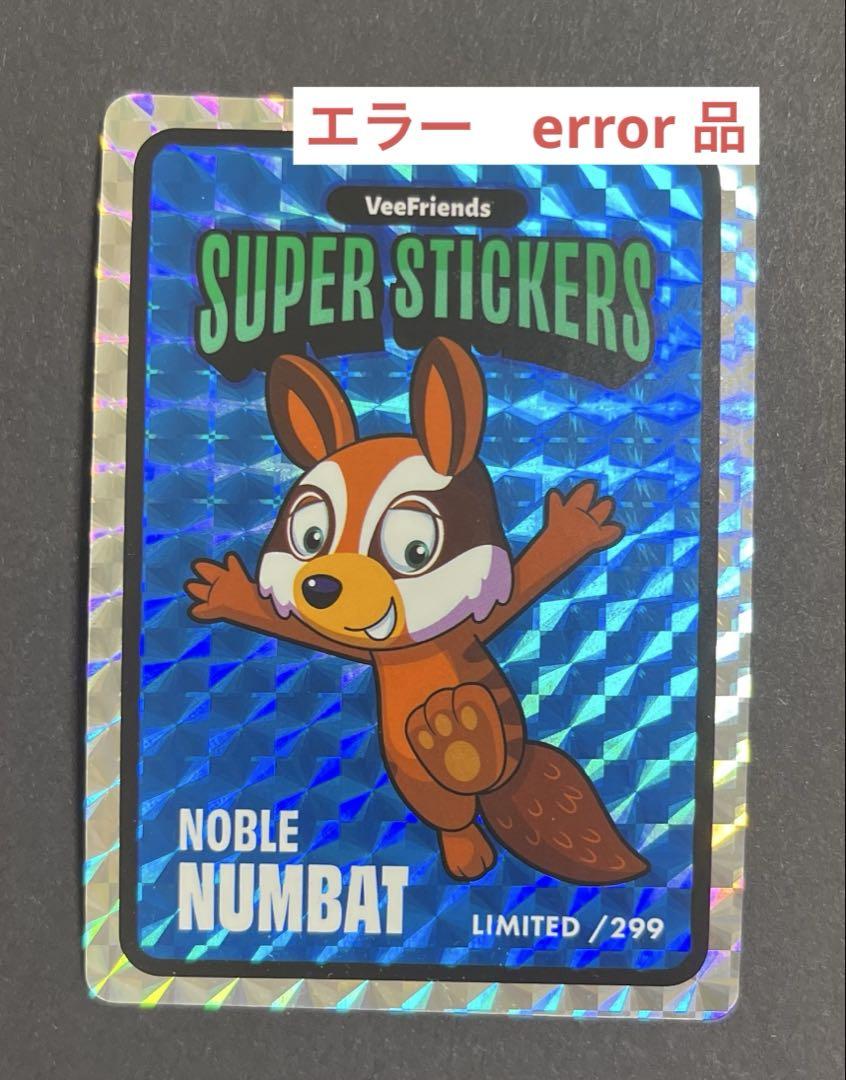 エラー　error 品
VeeFriends
SUPER STICKERS
NOBLE
NUMBAT
LIMITED /299